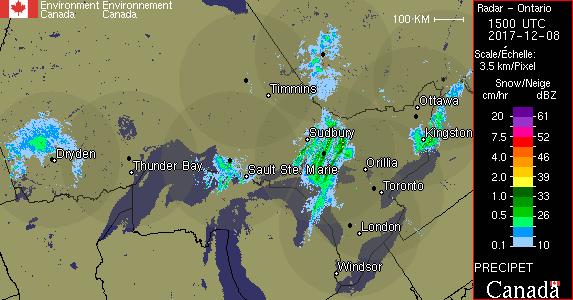 Environment Environnement
Canada Canada
Radar - Ontario
1500 UTC
2017-12-08
100 KM
Scale/Échelle:
3.5 km/Pixel
Snow/Neige
cm/hr dBZ
20 61
7.5 52
4.0 46
2.0 39
1.0 33
0.5 26
0.1 10
PRECIPET
Canada
Timmins
Ottawa
Sudbury
Kingston
Dryden
Thunder Bay
Sault Ste. Marie
Orillia
Toronto
London
Windsor